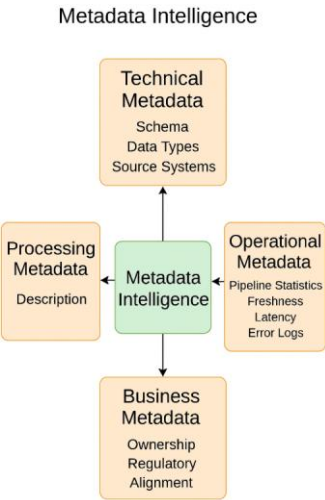 Metadata Intelligence
Technical
Metadata
Schema
Data Types
Source Systems
Processing
Metadata
Description
Metadata
Intelligence
Operational
Metadata
Pipeline Statistics
Freshness
Latency
Error Logs
Business
Metadata
Ownership
Regulatory
Alignment